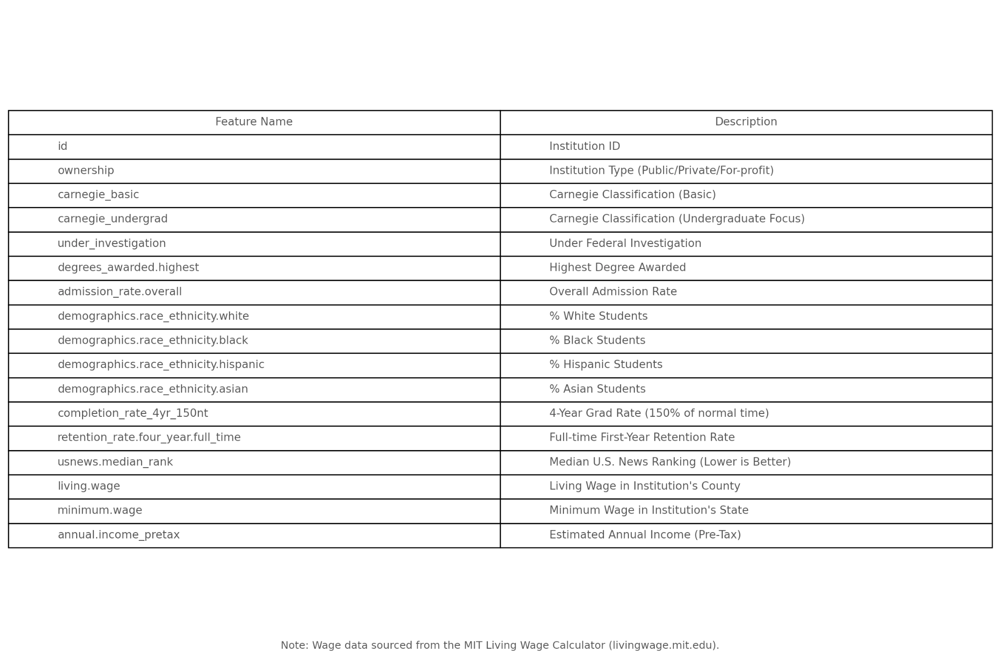 Feature Name Description
id Institution ID
ownership Institution Type (Public/Private/For-profit)
carnegie_basic Carnegie Classification (Basic)
carnegie_undergrad Carnegie Classification (Undergraduate Focus)
under_investigation Under Federal Investigation
degrees_awarded.highest Highest Degree Awarded
admission_rate.overall Overall Admission Rate
demographics.race_ethnicity.white % White Students
demographics.race_ethnicity.black % Black Students
demographics.race_ethnicity.hispanic % Hispanic Students
demographics.race_ethnicity.asian % Asian Students
completion_rate_4yr_150nt 4-Year Grad Rate (150% of normal time)
retention_rate.four_year.full_time Full-time First-Year Retention Rate
usnews.median_rank Median U.S. News Ranking (Lower is Better)
living.wage Living Wage in Institution's County
minimum.wage Minimum Wage in Institution's State
annual.income_pretax Estimated Annual Income (Pre-Tax)
Note: Wage data sourced from the MIT Living Wage Calculator (livingwage.mit.edu).